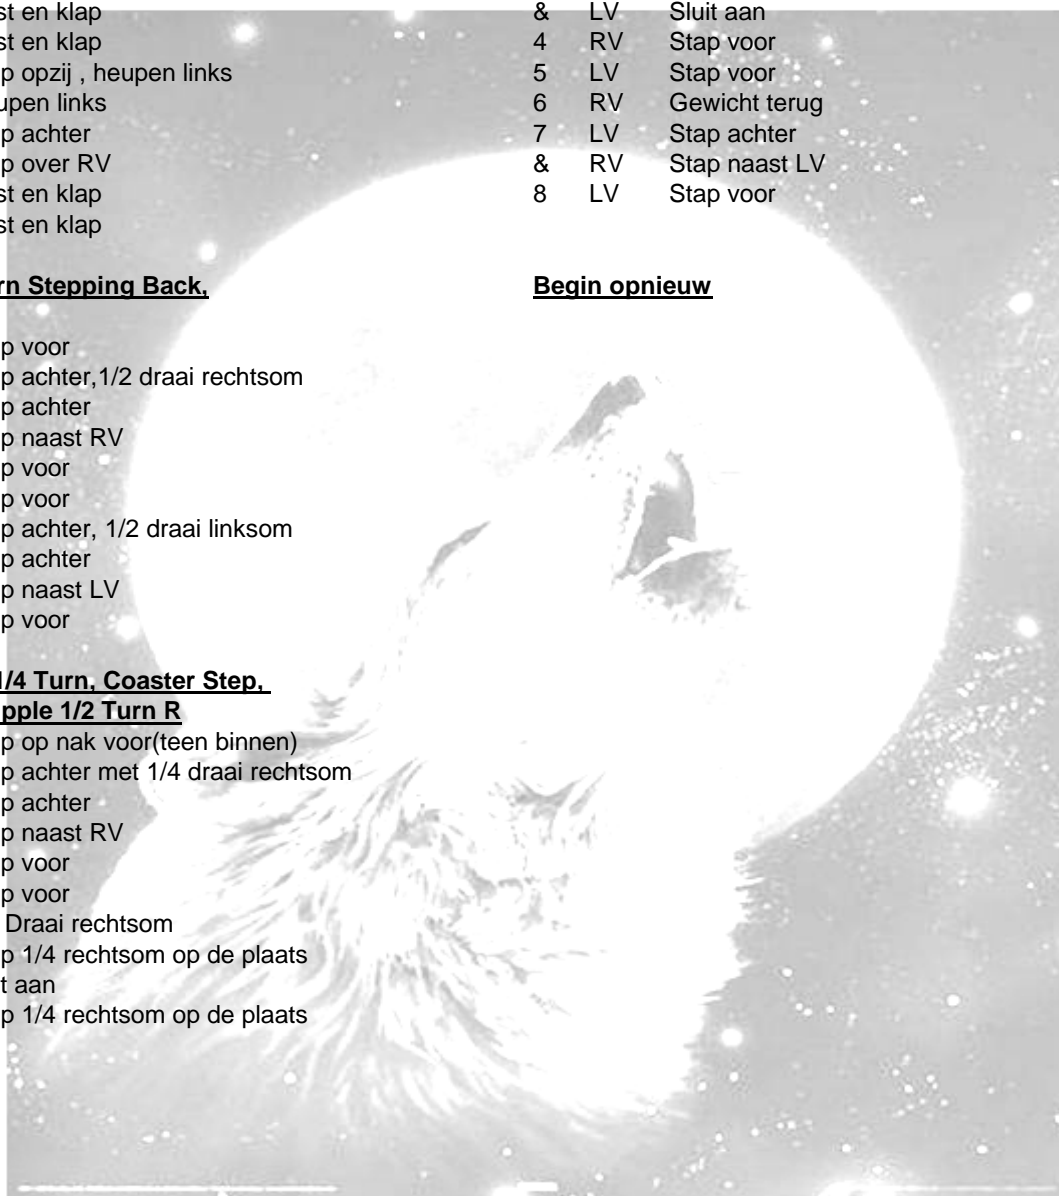 st en klap
st en klap
p opzij , heupen links
upen links
p achter
p over RV
st en klap
st en klap
rn Stepping Back,
p voor
p achter,1/2 draai rechtsom
p achter
p naast RV
p voor
p voor
p achter, 1/2 draai linksom
p achter
p naast LV
p voor
1/4 Turn, Coaster Step,
pple 1/2 Turn R
p op nak voor(teen binnen)
p achter met 1/4 draai rechtsom
p achter
p naast RV
p voor
p voor
Draai rechtsom
p 1/4 rechtsom op de plaats
t aan
p 1/4 rechtsom op de plaats
& LV Sluit aan
4 RV Stap voor
5 LV Stap voor
6 RV Gewicht terug
7 LV Stap achter
& RV Stap naast LV
8 LV Stap voor
Begin opnieuw